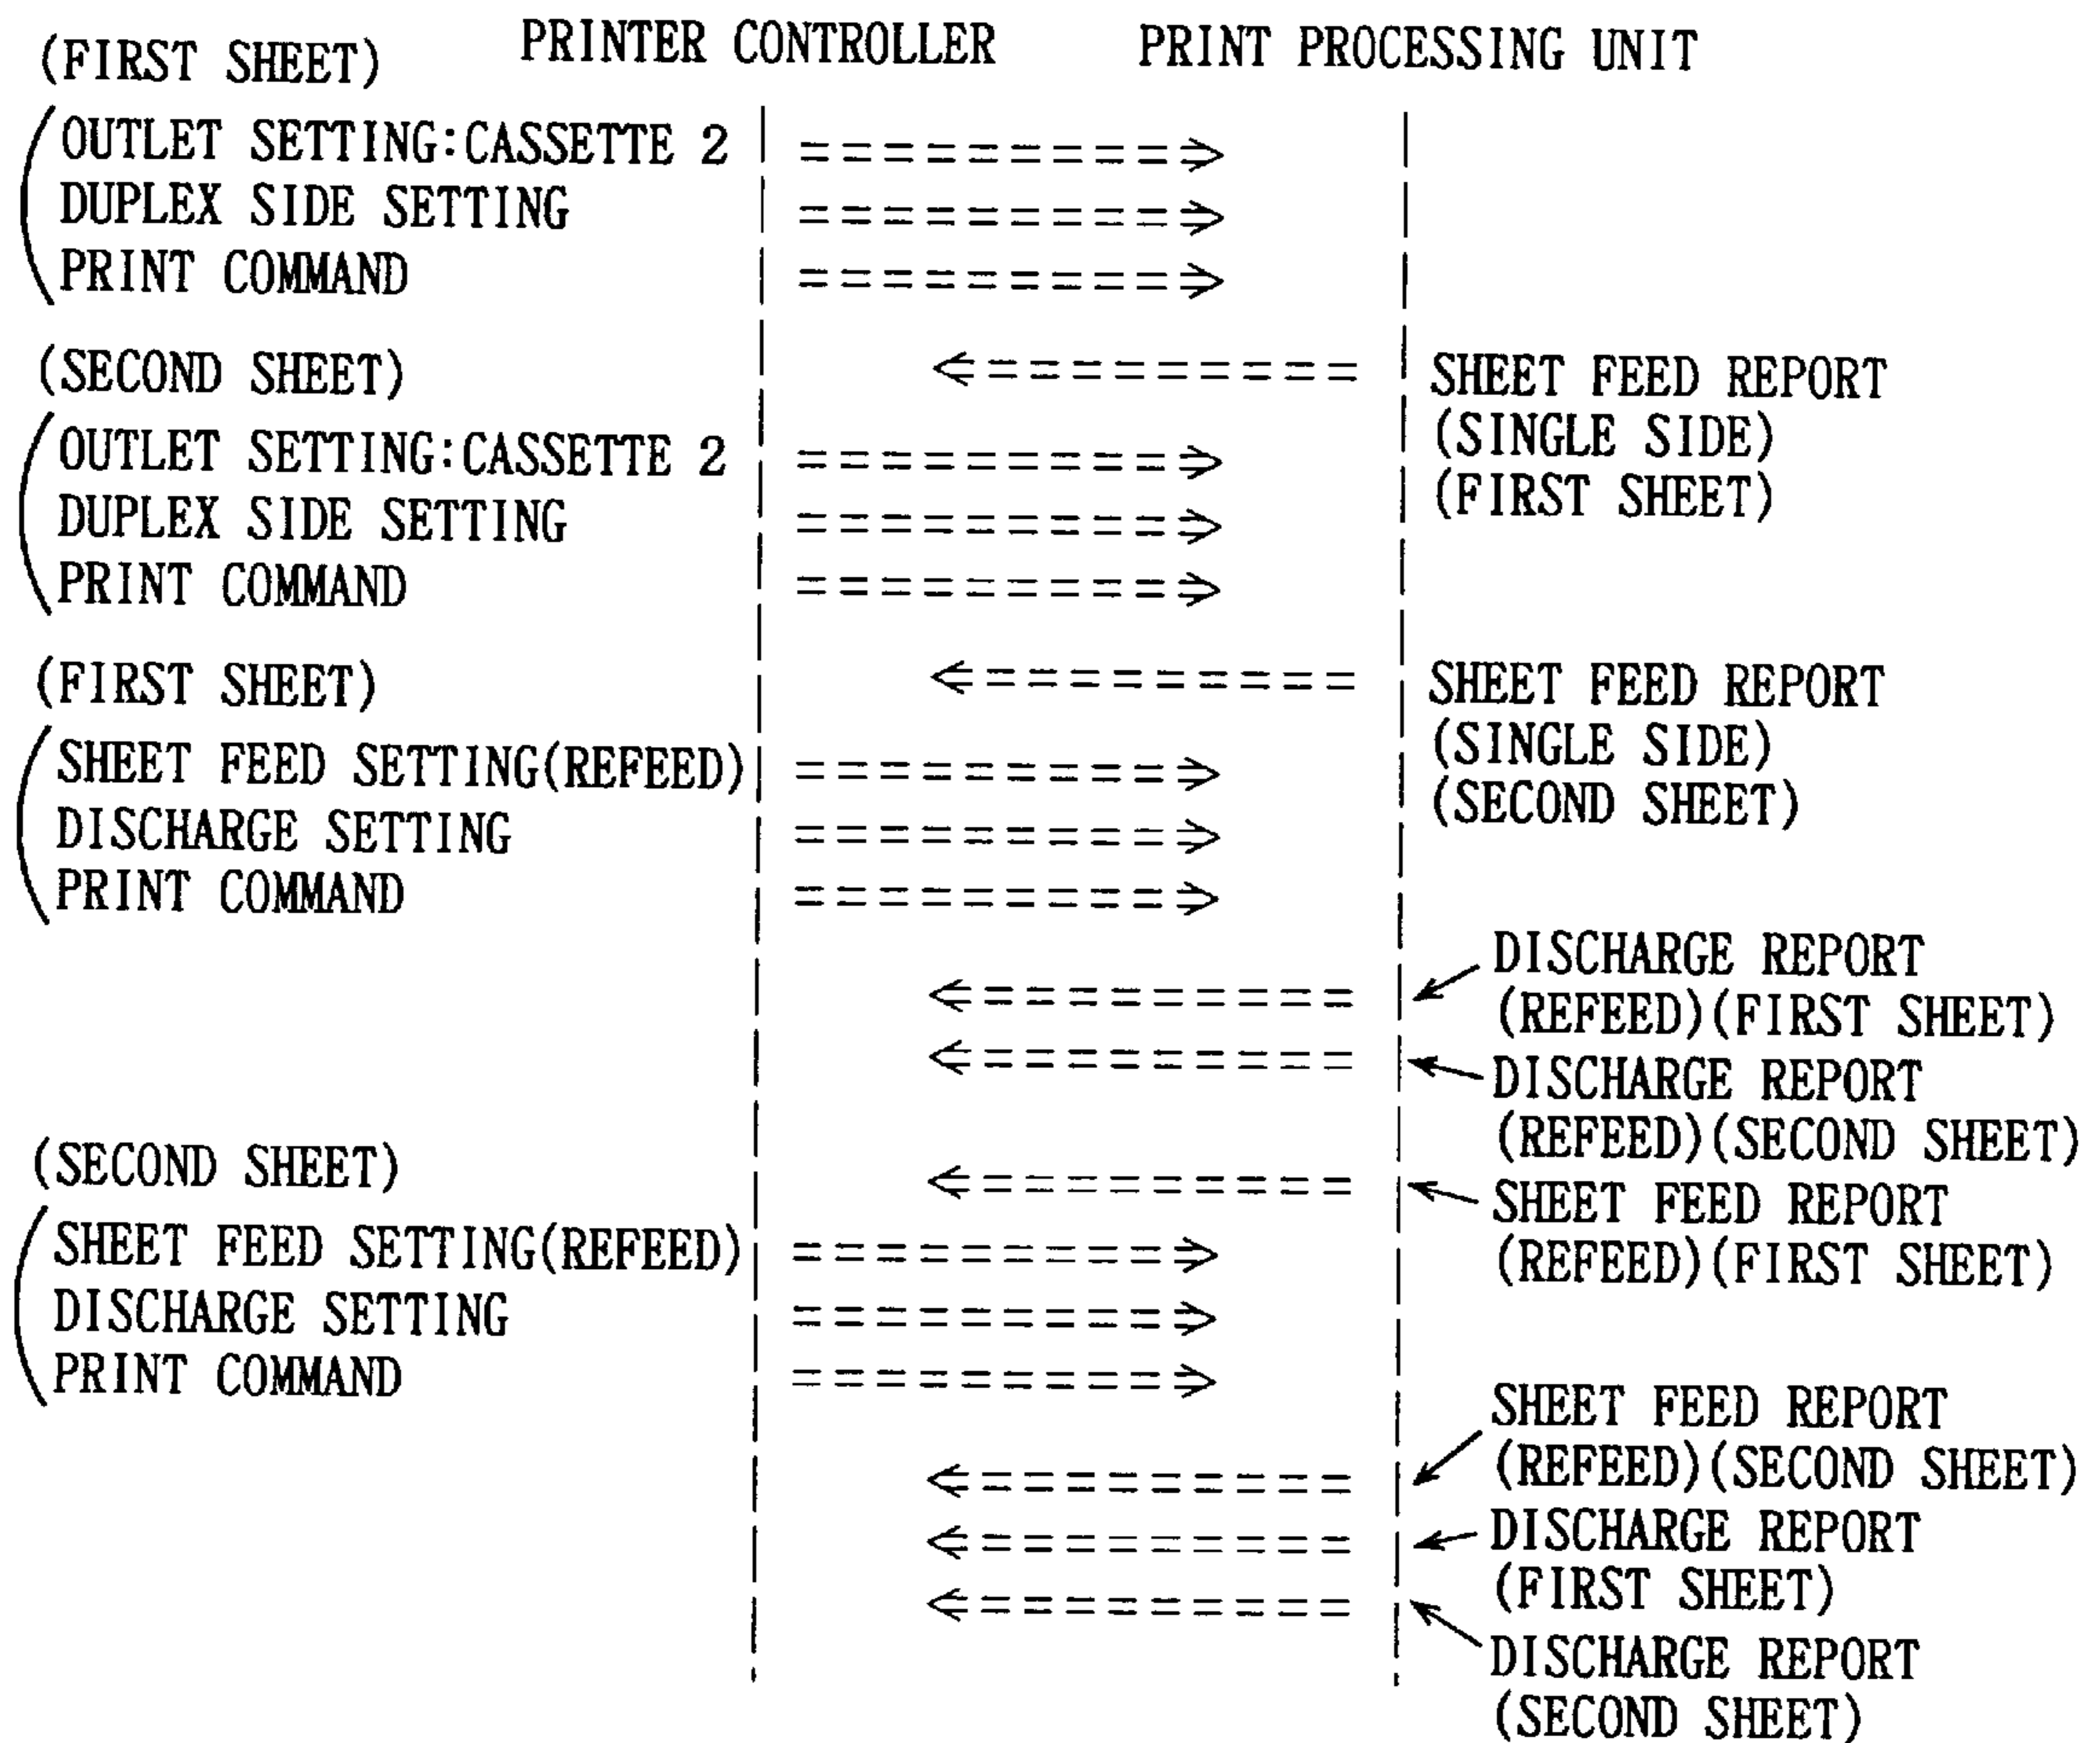 (FIRST SHEET) PRINTER CONTROLLER PRINT PROCESSING UNIT
OUTLET SETTING:CASSETTE 2
DUPLEX SIDE SETTING
PRINT COMMAND
(SECOND SHEET)
SHEET FEED REPORT
(SINGLE SIDE)
(FIRST SHEET)
OUTLET SETTING:CASSETTE 2
DUPLEX SIDE SETTING
PRINT COMMAND
(FIRST SHEET)
SHEET FEED REPORT
(SINGLE SIDE)
(SECOND SHEET)
SHEET FEED SETTING(REFEED)
DISCHARGE SETTING
PRINT COMMAND
DISCHARGE REPORT
(REFEED)(FIRST SHEET)
DISCHARGE REPORT
(REFEED)(SECOND SHEET)
(SECOND SHEET)
SHEET FEED REPORT
(REFEED)(FIRST SHEET)
SHEET FEED SETTING(REFEED)
DISCHARGE SETTING
PRINT COMMAND
SHEET FEED REPORT
(REFEED)(SECOND SHEET)
DISCHARGE REPORT
(FIRST SHEET)
DISCHARGE REPORT
(SECOND SHEET)